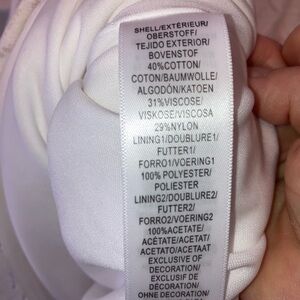 SHELL/EXTÉRIEUR/
OBERSTOFF/
TEJIDO EXTERIOR/
BOVENSTOF
40%COTTON/
COTON/BAUMWOLLE/
ALGODÓN/KATOEN
31%VISCOSE/
VISKOSE/VISCOSA
29%NYLON
LINING1/DOUBLURE1/
FUTTER1/
FORRO1/VOERING1
100% POLYESTER/
POLIESTER
LINING2/DOUBLURE2/
FUTTER2/
FORRO2/VOERING2
100%ACETATE/
ACÉTATE/ACETAT/
ACETATO/ACETAAT
EXCLUSIVE OF
DECORATION/
EXCLUSIF DE
DÉCORATION/
OHNE DEKORATION